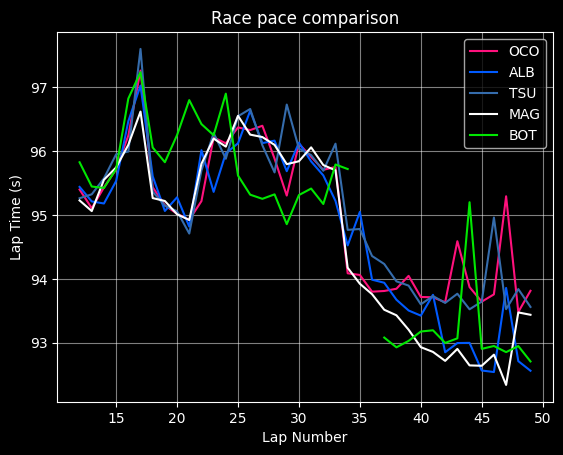 Race pace comparison
OCO
ALB
TSU
MAG
BOT
97
96
95
94
93
Lap Time (s)
15 20 25 30 35 40 45 50
Lap Number